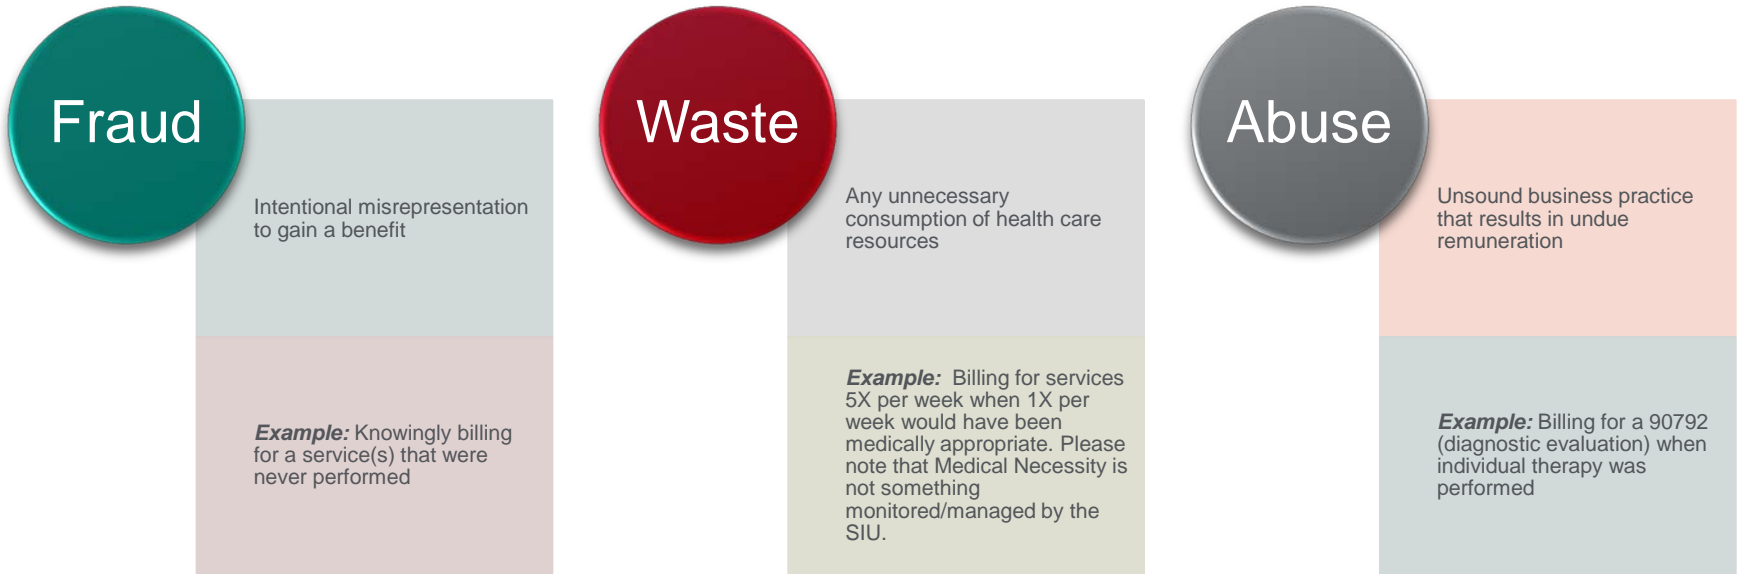 Fraud
Intentional misrepresentation
to gain a benefit
Example: Knowingly billing
for a service(s) that were
never performed
Waste
Any unnecessary
consumption of health care
resources
Example:  Billing for services
5X per week when 1X per
week would have been
medically appropriate. Please
note that Medical Necessity is
not something
monitored/managed by the
SIU.
Abuse
Unsound business practice
that results in undue
remuneration
Example: Billing for a 90792
(diagnostic evaluation) when
individual therapy was
performed